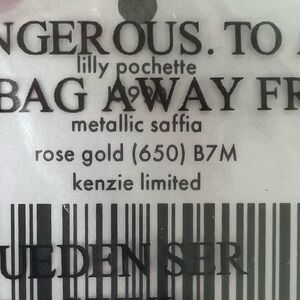 NGEROUS. TO A
lilly pochette
BAG AWAY FR
metallic saffia
rose gold (650) B7M
kenzie limited
UEDEN SER